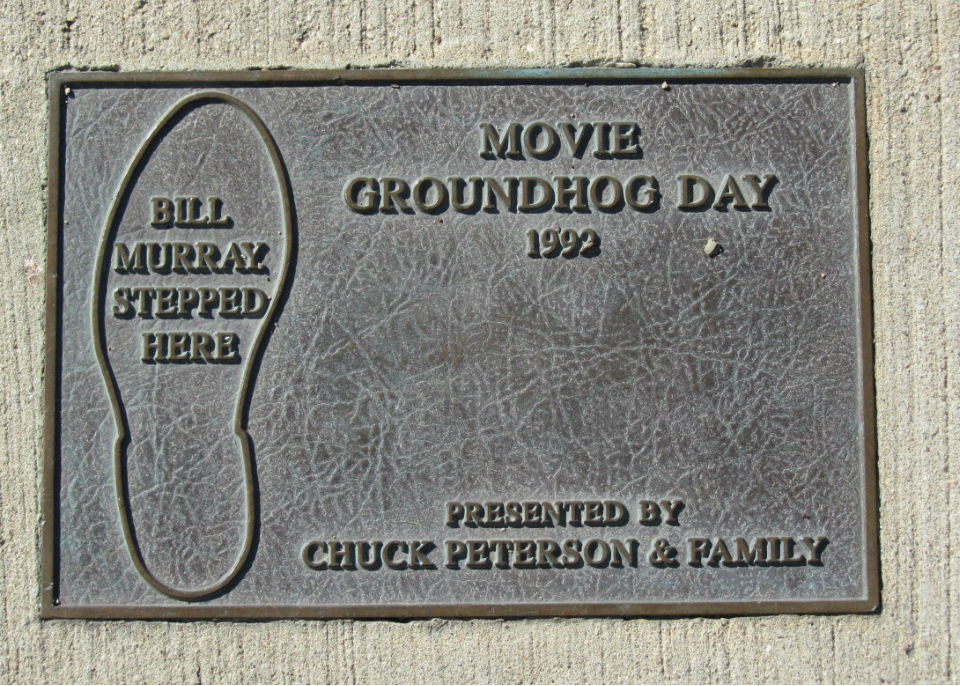 BILL
MURRAY
STEPPED
HERE
MOVIE
GROUNDHOG DAY
1992
PRESENTED BY
CHUCK PETERSON & FAMILY